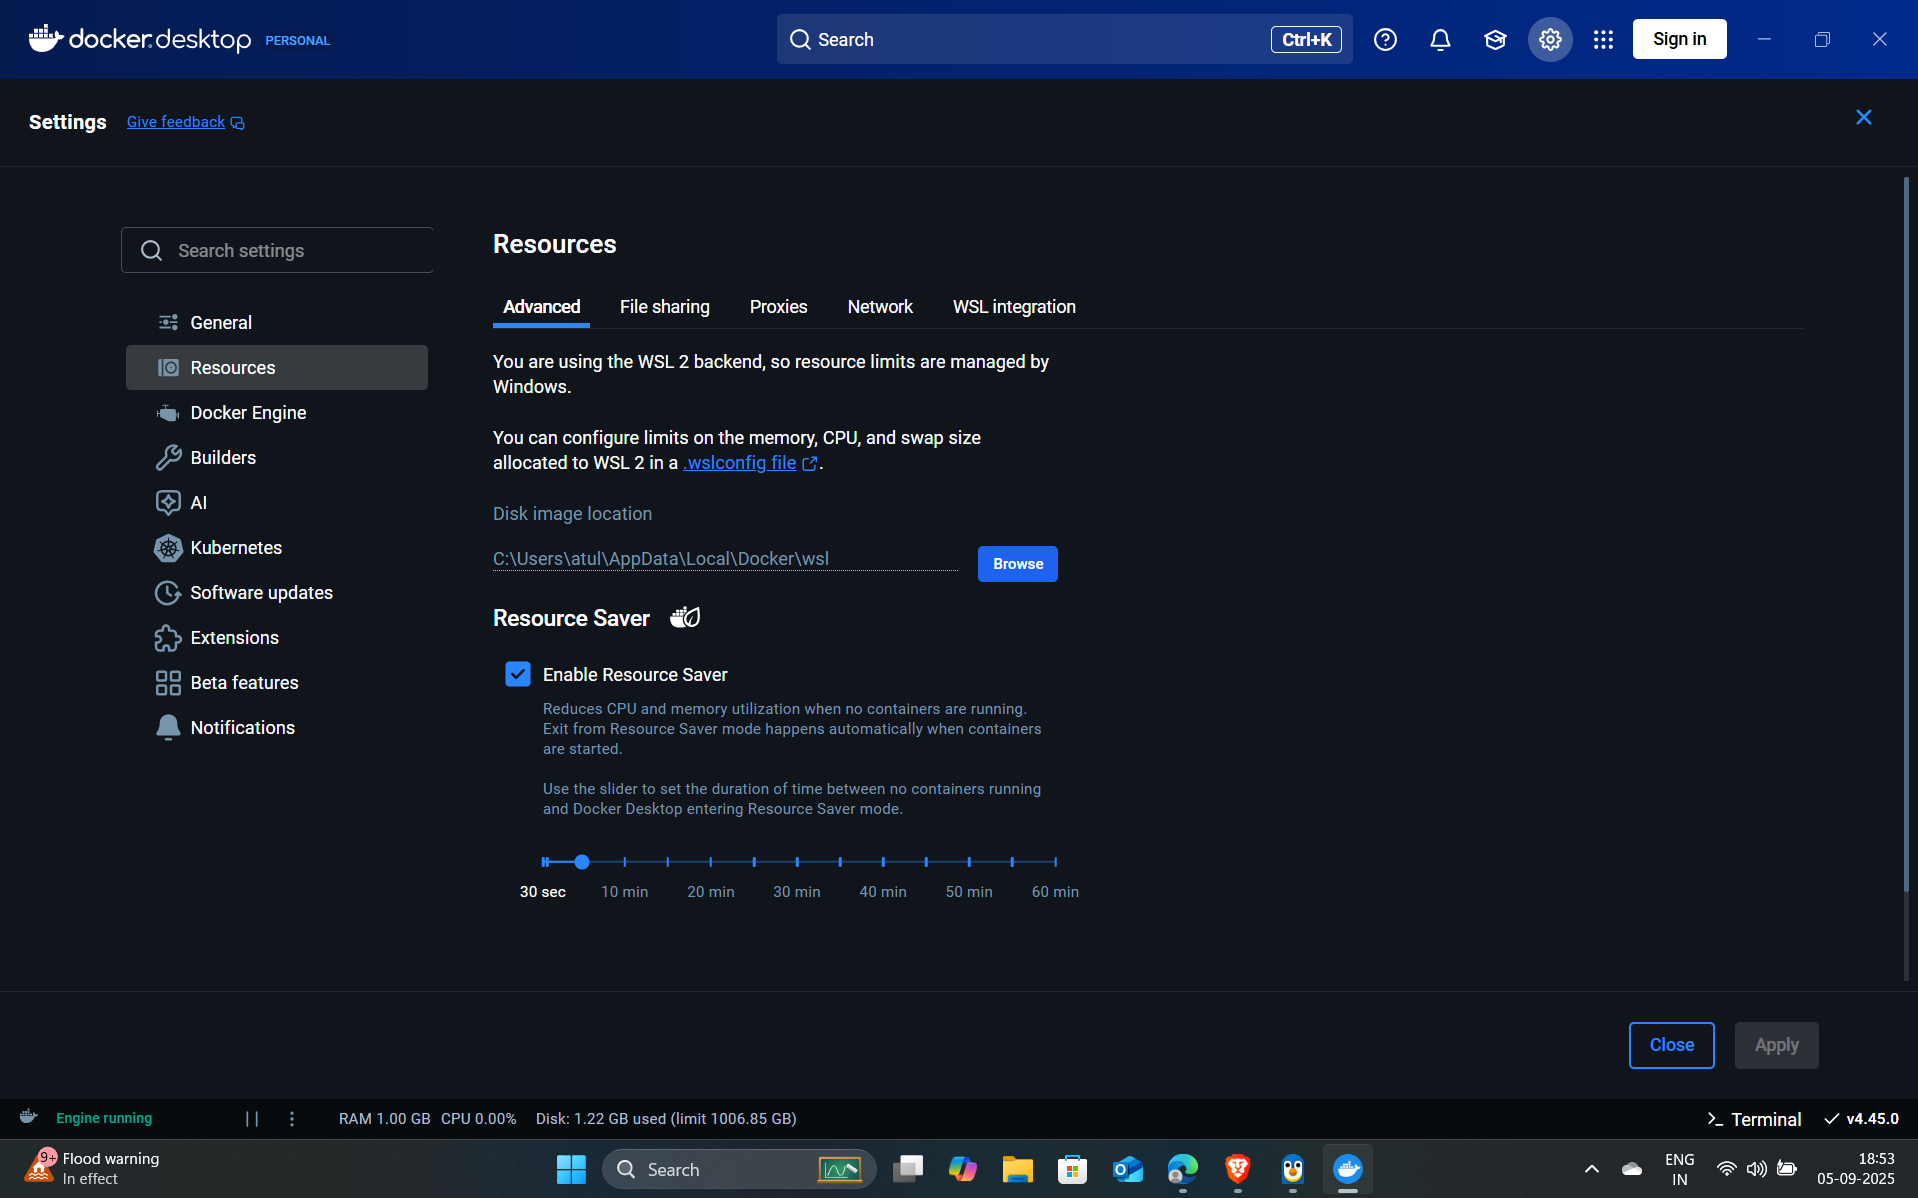 docker.desktop PERSONAL
Search
Ctrl+K
Sign in
Settings
Give feedback
Search settings
General
Resources
Docker Engine
Builders
AI
Kubernetes
Software updates
Extensions
Beta features
Notifications
Resources
Advanced File sharing Proxies Network WSL integration
You are using the WSL 2 backend, so resource limits are managed by
Windows.
You can configure limits on the memory, CPU, and swap size
allocated to WSL 2 in a .wslconfig file .
Disk image location
C:\Users\atul\AppData\Local\Docker\wsl
Browse
Resource Saver
Enable Resource Saver
Reduces CPU and memory utilization when no containers are running.
Exit from Resource Saver mode happens automatically when containers
are started.
Use the slider to set the duration of time between no containers running
and Docker Desktop entering Resource Saver mode.
30 sec 10 min 20 min 30 min 40 min 50 min 60 min
Close
Apply
Engine running
RAM 1.00 GB CPU 0.00% Disk: 1.22 GB used (limit 1006.85 GB)
Terminal
v4.45.0
9+
Flood warning
In effect
Search
ENG
IN
18:53
05-09-2025